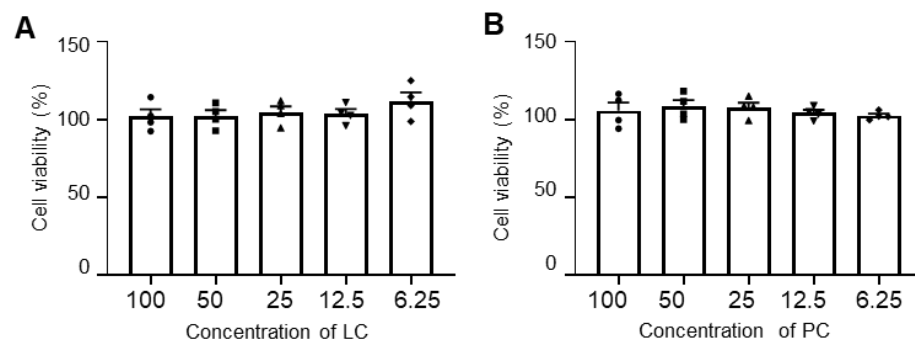 A
150
100
50
0
Cell viability (%)
100 50 25 12.5 6.25
Concentration of LC
B
150
100
50
0
Cell viability (%)
100 50 25 12.5 6.25
Concentration of PC